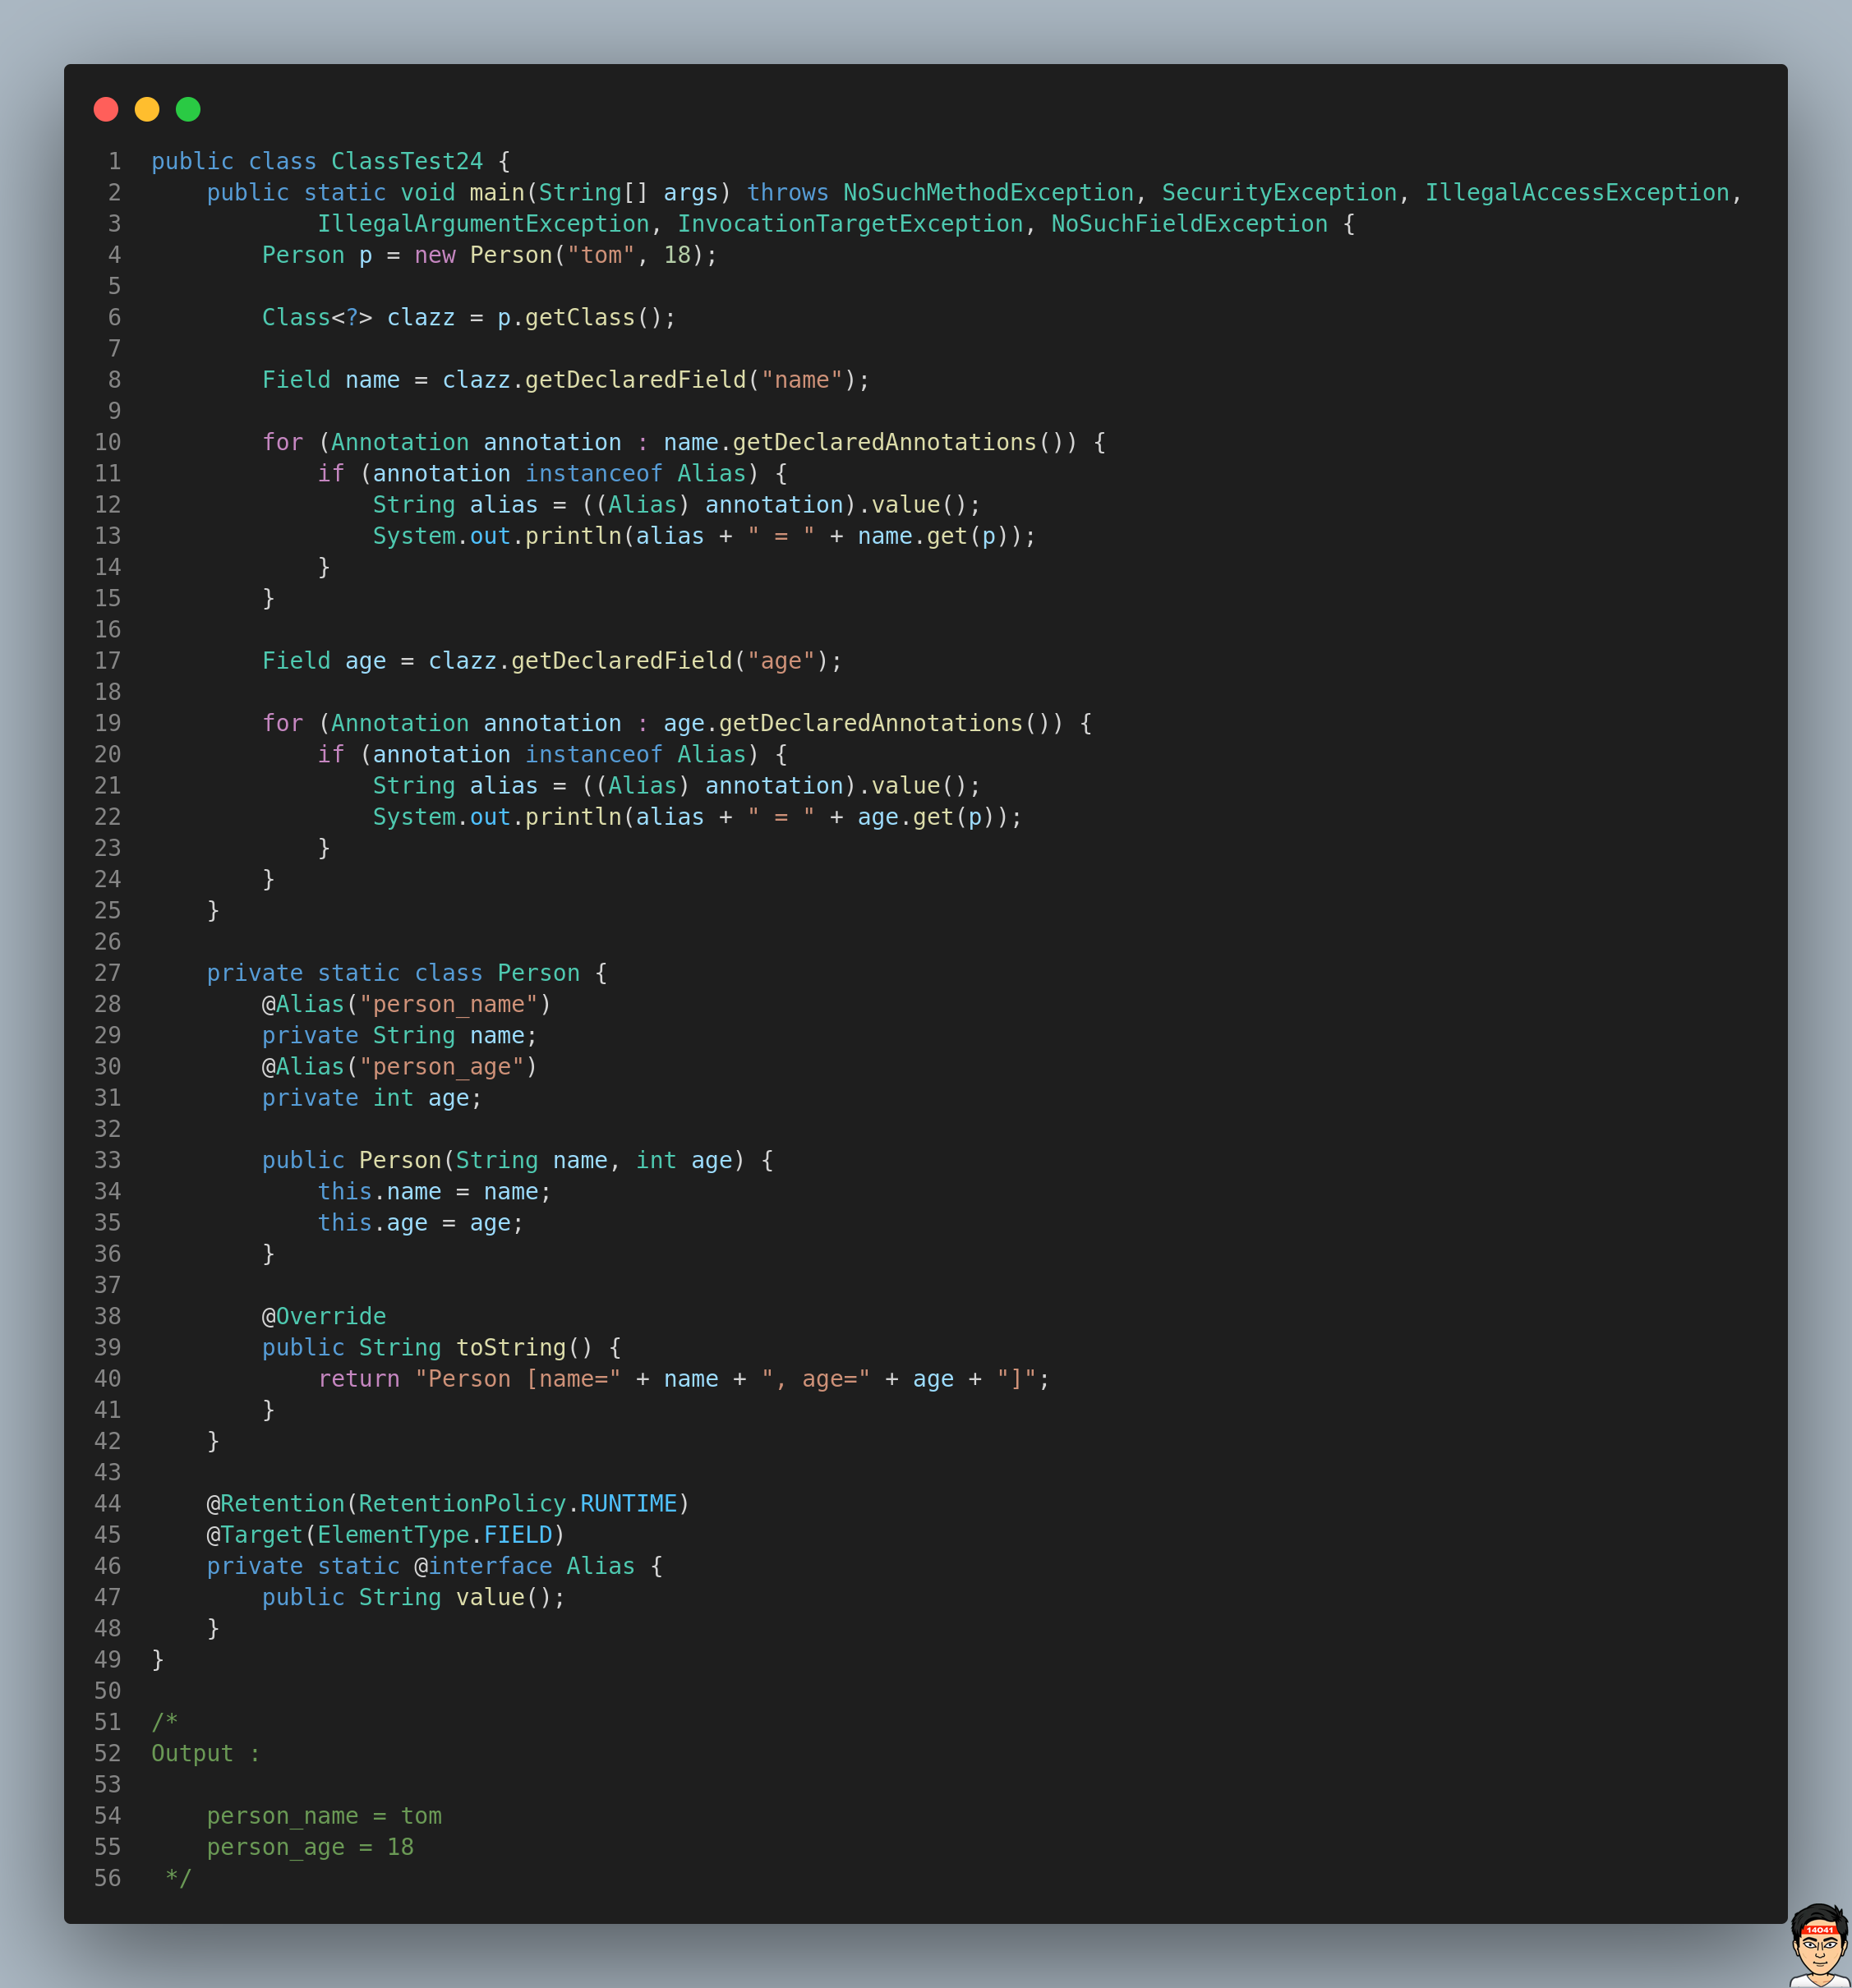 1 public class ClassTest24 {
2     public static void main(String[] args) throws NoSuchMethodException, SecurityException, IllegalAccessException,
3             IllegalArgumentException, InvocationTargetException, NoSuchFieldException {
4         Person p = new Person("tom", 18);
5
6         Class<?> clazz = p.getClass();
7
8         Field name = clazz.getDeclaredField("name");
9
10         for (Annotation annotation : name.getDeclaredAnnotations()) {
11             if (annotation instanceof Alias) {
12                 String alias = ((Alias) annotation).value();
13                 System.out.println(alias + " = " + name.get(p));
14             }
15         }
16
17         Field age = clazz.getDeclaredField("age");
18
19         for (Annotation annotation : age.getDeclaredAnnotations()) {
20             if (annotation instanceof Alias) {
21                 String alias = ((Alias) annotation).value();
22                 System.out.println(alias + " = " + age.get(p));
23             }
24         }
25     }
26
27     private static class Person {
28         @Alias("person_name")
29         private String name;
30         @Alias("person_age")
31         private int age;
32
33         public Person(String name, int age) {
34             this.name = name;
35             this.age = age;
36         }
37
38         @Override
39         public String toString() {
40             return "Person [name=" + name + ", age=" + age + "]";
41         }
42     }
43
44     @Retention(RetentionPolicy.RUNTIME)
45     @Target(ElementType.FIELD)
46     private static @interface Alias {
47         public String value();
48     }
49 }
50
51 /*
52 Output :
53
54     person_name = tom
55     person_age = 18
56  */
14041